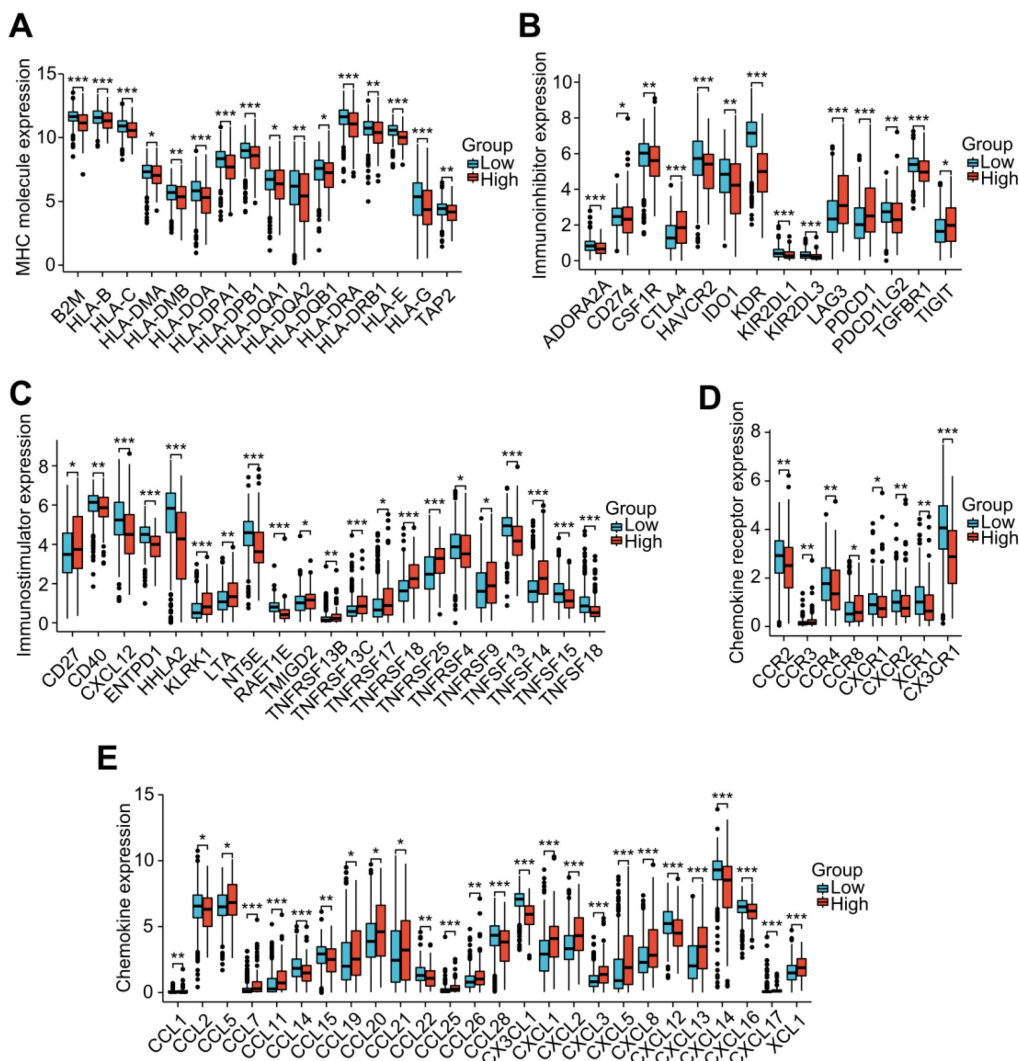 A
MHC molecule expression
15
10
5
0
*** *** *** * ** *** *** *** * ** * *** ** *** *** **
Group
Low
High
B2M
HLA-B
HLA-C
HLA-DMA
HLA-DMB
HLA-DOA
HLA-DPA1
HLA-DPB1
HLA-DQA1
HLA-DQA2
HLA-DQB1
HLA-DRA
HLA-DRB1
HLA-E
HLA-G
TAP2
B
Immunoinhibitor expression
10
8
6
4
2
0
*** * ** *** *** ** *** *** *** *** *** ** *** *
Group
Low
High
ADORA2A
CD274
CSF1R
CTLA4
HAVCR2
IDO1
KDR
KIR2DL1
KIR2DL3
LAG3
PDCD1
PDCD1LG2
TGFBR1
TIGIT
C
Immunostimulator expression
8
6
4
2
0
* ** *** *** *** *** ** *** *** * ** *** * *** *** * * *** *** *** ***
Group
Low
High
CD27
CD40
CXCL12
ENTPD1
HHLA2
KLRK1
LTA
NT5E
RAET1E
TMIGD2
TNFRSF13B
TNFRSF13C
TNFRSF17
TNFRSF18
TNFRSF25
TNFRSF4
TNFRSF9
TNFSF13
TNFSF14
TNFSF15
TNFSF18
D
Chemokine receptor expression
8
6
4
2
0
** ** ** * * ** ** ***
Group
Low
High
CCR2
CCR3
CCR4
CCR8
CXCR1
CXCR2
XCR1
CX3CR1
E
Chemokine expression
15
10
5
0
** * * *** *** *** ** * * * ** *** ** *** *** *** *** *** *** *** *** *** *** *** *** ***
Group
Low
High
CCL1
CCL2
CCL5
CCL7
CCL11
CCL14
CCL15
CCL19
CCL20
CCL21
CCL22
CCL25
CCL26
CCL28
CX3CL1
CXCL1
CXCL2
CXCL3
CXCL5
CXCL8
CXCL12
CXCL13
CXCL14
CXCL16
CXCL17
XCL1